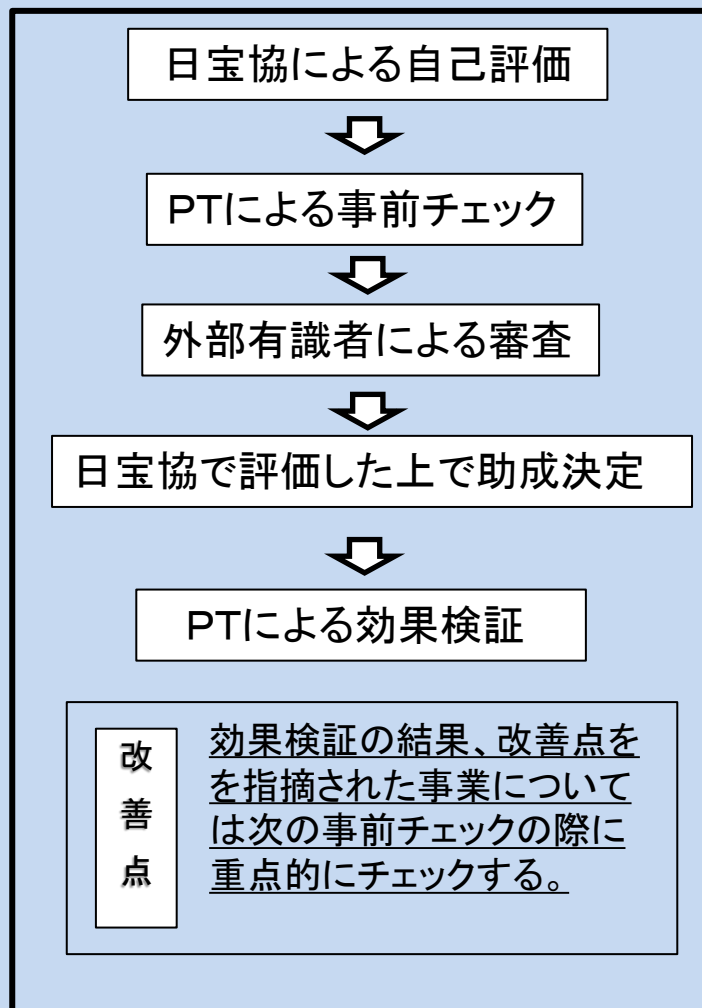 日宝協による自己評価
PTによる事前チェック
外部有識者による審査
日宝協で評価した上で助成決定
PTによる効果検証
改善点
効果検証の結果、改善点を
を指摘された事業について
は次の事前チェックの際に
重点的にチェックする。